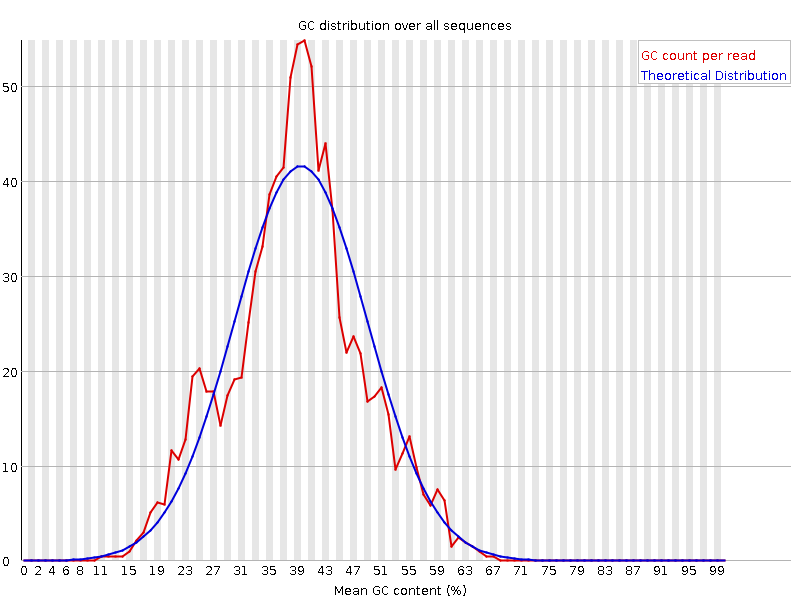 GC distribution over all sequences
GC count per read
Theoretical Distribution
50
40
30
20
10
0
0 2 4 6 8 11 15 19 23 27 31 35 39 43 47 51 55 59 63 67 71 75 79 83 87 91 95 99
Mean GC content (%)